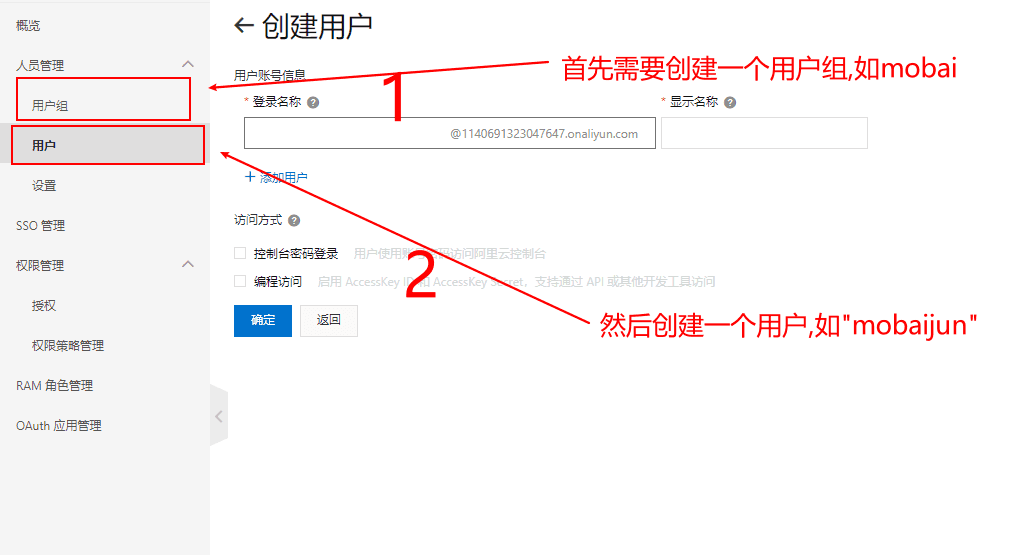 概览
人员管理
用户组
用户
设置
SSO 管理
权限管理
授权
权限策略管理
RAM 角色管理
OAuth 应用管理
创建用户
首先需要创建一个用户组,如mobai
用户账号信息
1
* 登录名称 ?
* 显示名称 ?
@1140691323047647.onaliyun.com
+ 添加用户
访问方式 ?
控制台密码登录 用户使用账号密码访问阿里云控制台
2
编程访问 启用 AccessKey ID 和 AccessKey Secret，支持通过 API 或其他开发工具访问
确定 返回
然后创建一个用户,如"mobaijun"